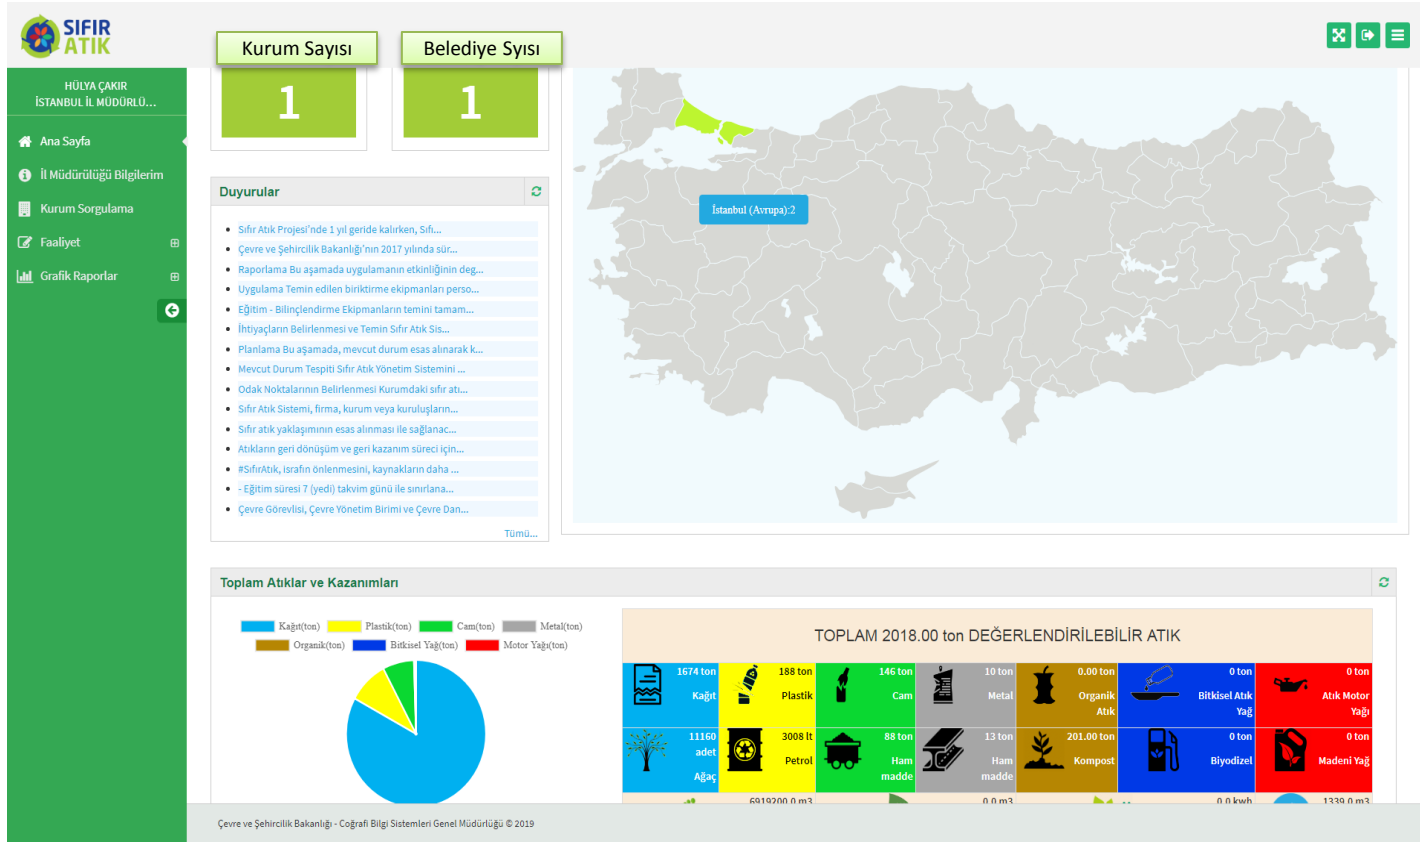 SIFIR
ATIK
Kurum Sayısı
Belediye Syısı
HÜLYA ÇAKIR
İSTANBUL İL MÜDÜRLÜ...
1
1
Ana Sayfa
İl Müdürülüğü Bilgilerim
Kurum Sorgulama
Faaliyet
Grafik Raporlar
İstanbul (Avrupa):2
Duyurular
Sıfır Atık Projesi'nde 1 yıl geride kalırken, Sıfı...
Çevre ve Şehircilik Bakanlığı'nın 2017 yılında sür...
Raporlama Bu aşamada uygulamanın etkinliğinin değ...
Uygulama Temin edilen biriktirme ekipmanları perso...
Eğitim - Bilinçlendirme Ekipmanların temini tamam...
İhtiyaçların Belirlenmesi ve Temin Sıfır Atık Sis...
Planlama Bu aşamada, mevcut durum esas alınarak k...
Mevcut Durum Tespiti Sıfır Atık Yönetim Sistemini ...
Odak Noktalarının Belirlenmesi Kurumdaki sıfır atı...
Sıfır Atık Sistemi, firma, kurum veya kuruluşların...
Sıfır atık yaklaşımının esas alınması ile sağlanac...
Atıkların geri dönüşüm ve geri kazanım süreci için...
#SıfırAtık, israfın önlenmesini, kaynakların daha ...
- Eğitim süresi 7 (yedi) takvim günü ile sınırlana...
Çevre Görevlisi, Çevre Yönetim Birimi ve Çevre Dan...
Tümü...
Toplam Atıklar ve Kazanımları
Kağıt(ton) Plastik(ton) Cam(ton) Metal(ton)
Organik(ton) Bitkisel Yağ(ton) Motor Yağı(ton)
TOPLAM 2018.00 ton DEĞERLENDİRİLEBİLİR ATIK
1674 ton
Kağıt
188 ton
Plastik
146 ton
Cam
10 ton
Metal
0.00 ton
Organik
Atık
0 ton
Bitkisel Atık
Yağ
0 ton
Atık Motor
Yağı
11160
adet
Ağaç
3008 lt
Petrol
88 ton
Ham
madde
13 ton
Ham
madde
201.00 ton
Kompost
0 ton
Biyodizel
0 ton
Madeni Yağ
6919200.0 m3
0.0 m3
0.0 kwh
1339.0 m3
Çevre ve Şehircilik Bakanlığı - Coğrafi Bilgi Sistemleri Genel Müdürlüğü © 2019